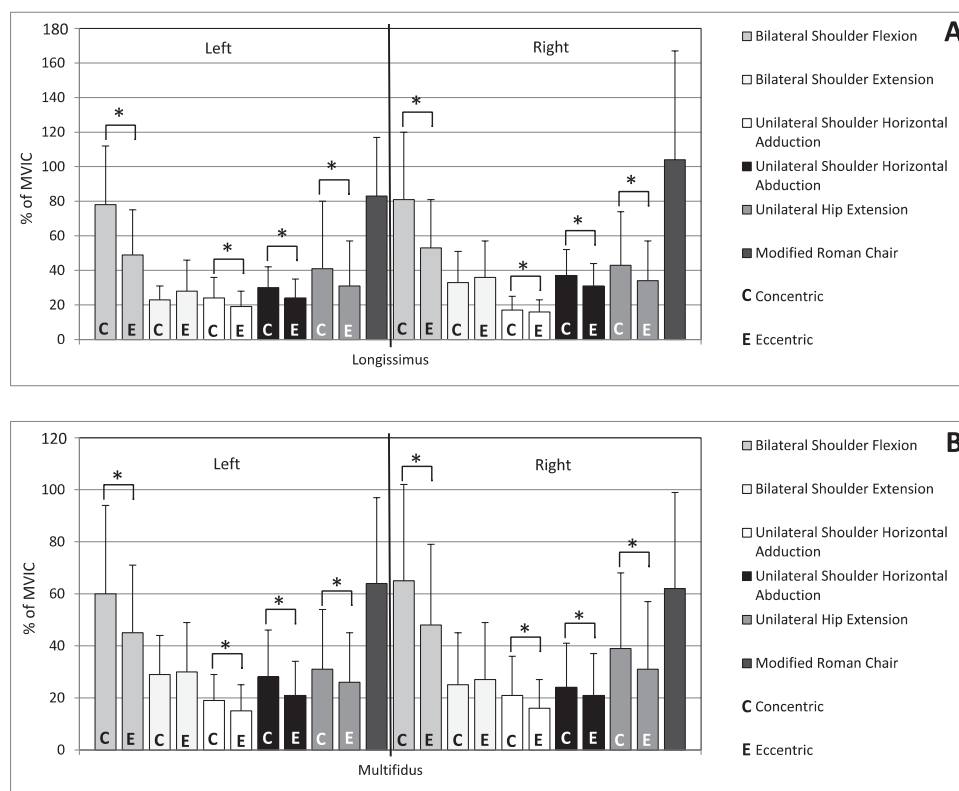 A
180
160
140
120
100
80
60
40
20
0
% of MVIC
Left
Right
* * * * * * * *
C E C E C E C E C E
C E C E C E C E C E
Longissimus
Bilateral Shoulder Flexion
Bilateral Shoulder Extension
Unilateral Shoulder Horizontal
Adduction
Unilateral Shoulder Horizontal
Abduction
Unilateral Hip Extension
Modified Roman Chair
C Concentric
E Eccentric
B
120
100
80
60
40
20
0
% of MVIC
Left
Right
* * * * * * * *
C E C E C E C E C E
C E C E C E C E C E
Multifidus
Bilateral Shoulder Flexion
Bilateral Shoulder Extension
Unilateral Shoulder Horizontal
Adduction
Unilateral Shoulder Horizontal
Abduction
Unilateral Hip Extension
Modified Roman Chair
C Concentric
E Eccentric